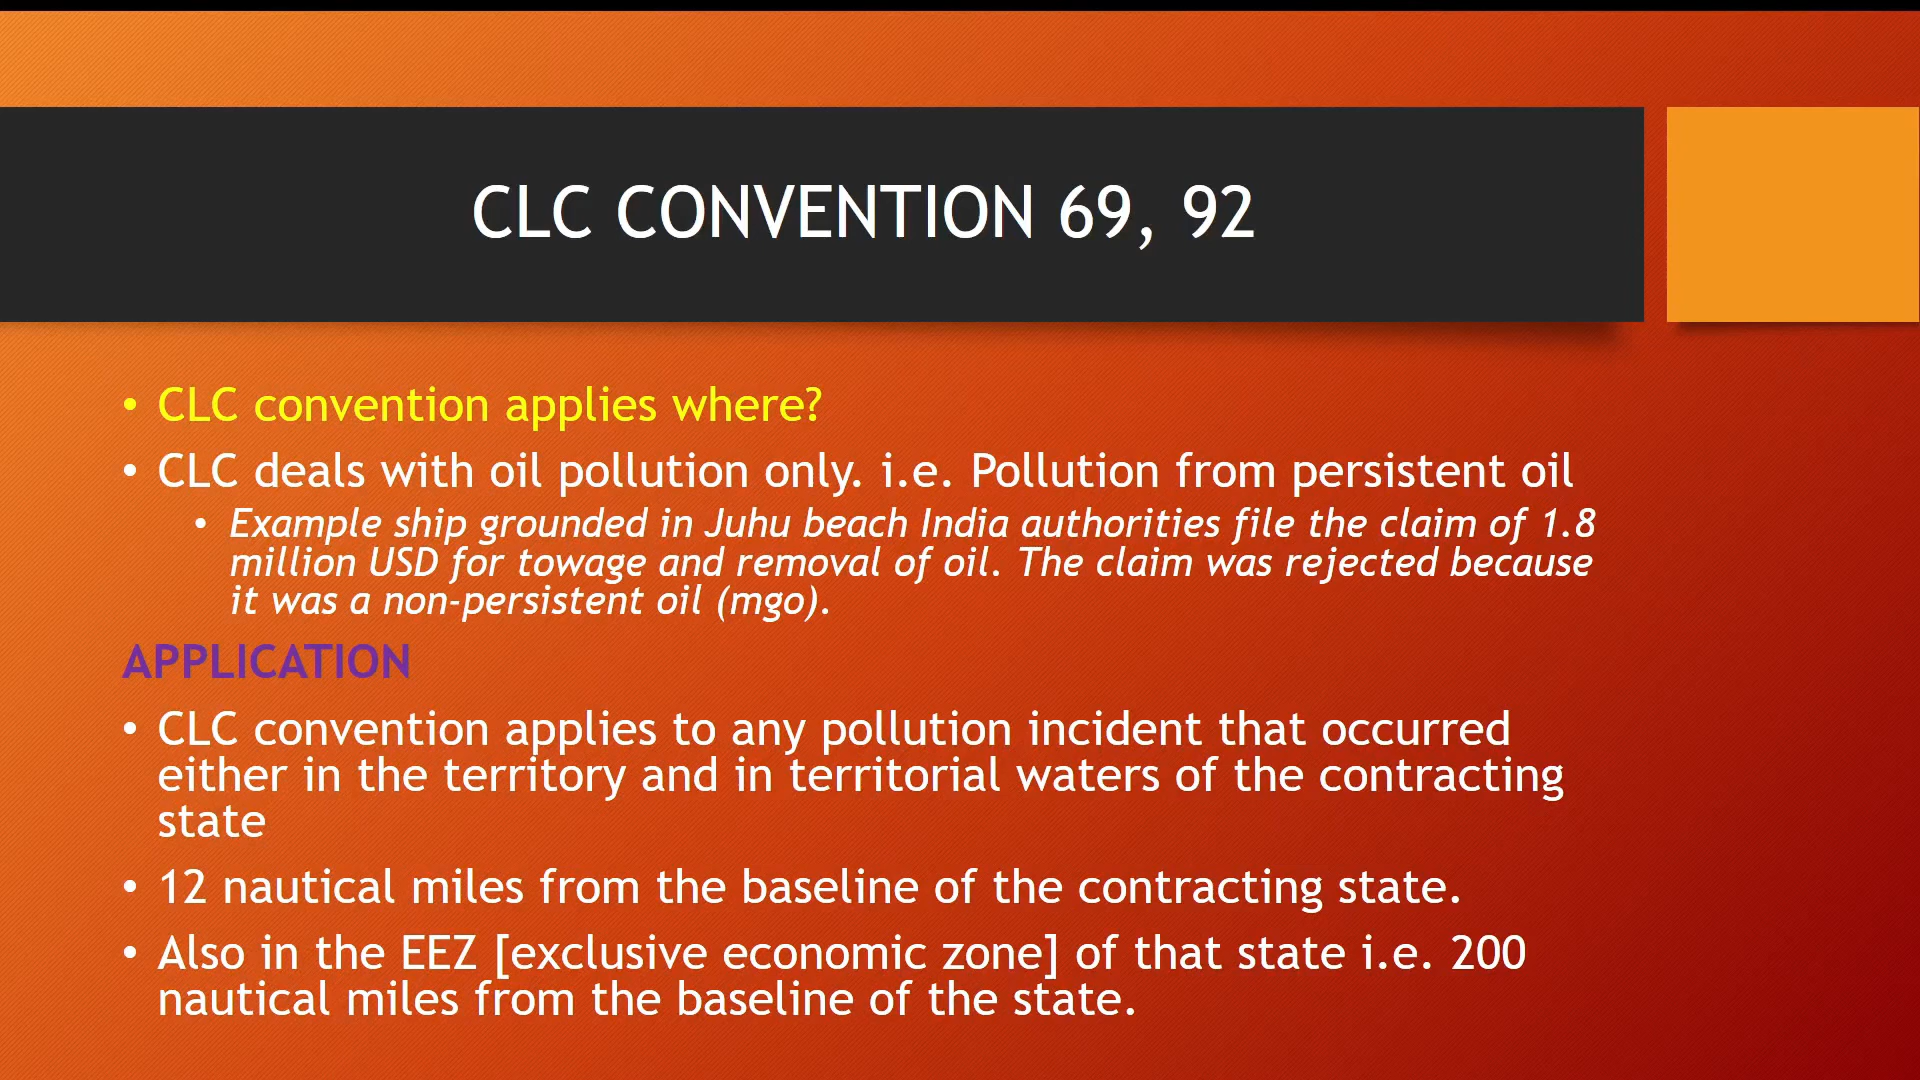 CLC CONVENTION 69, 92
• CLC convention applies where?
• CLC deals with oil pollution only. i.e. Pollution from persistent oil
• Example ship grounded in Juhu beach India authorities file the claim of 1.8
million USD for towage and removal of oil. The claim was rejected because
it was a non-persistent oil (mgo).
APPLICATION
• CLC convention applies to any pollution incident that occurred
either in the territory and in territorial waters of the contracting
state
• 12 nautical miles from the baseline of the contracting state.
• Also in the EEZ [exclusive economic zone] of that state i.e. 200
nautical miles from the baseline of the state.